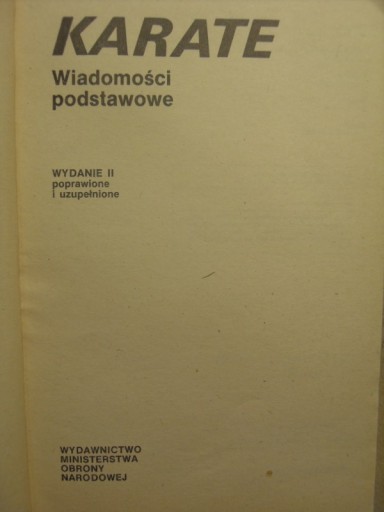 KARATE
Wiadomości
podstawowe
WYDANIE II
poprawione
i uzupełnione
WYDAWNICTWO
MINISTERSTWA
OBRONY
NARODOWEJ